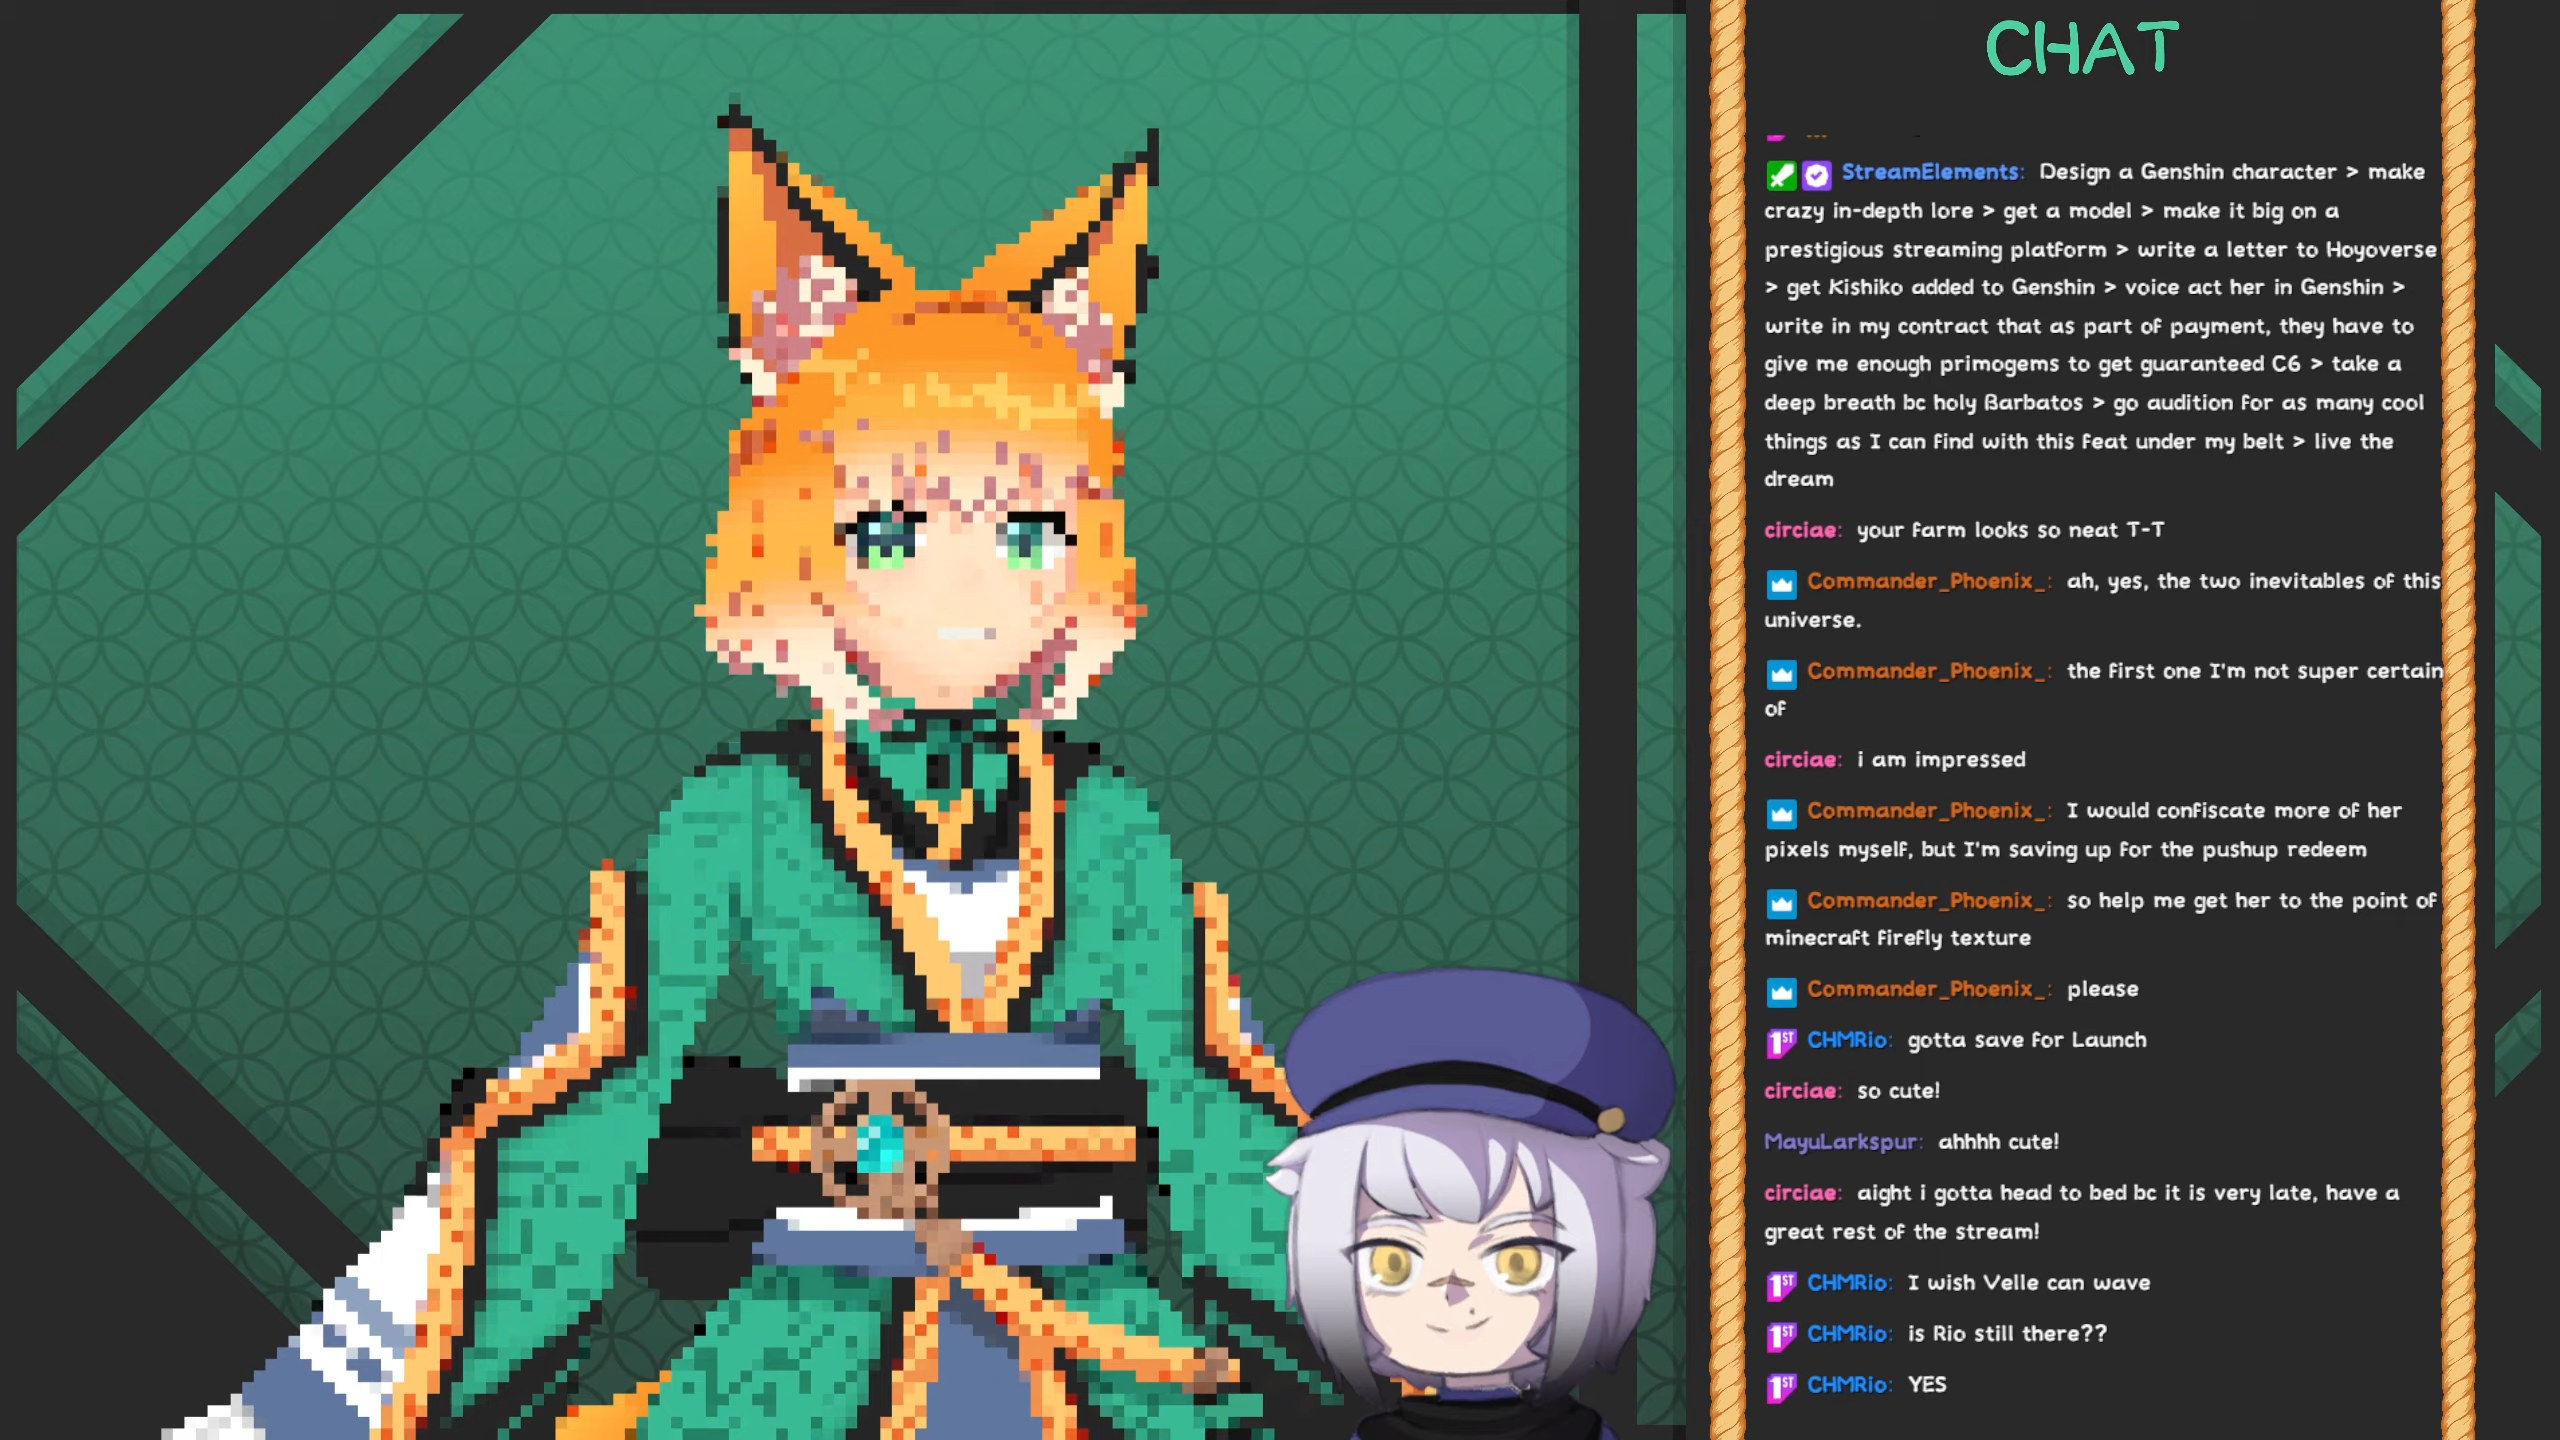 CHAT
StreamElements: Design a Genshin character > make
crazy in-depth lore > get a model > make it big on a
prestigious streaming platform > write a letter to Hoyoverse
> get Kishiko added to Genshin > voice act her in Genshin >
write in my contract that as part of payment, they have to
give me enough primogems to get guaranteed C6 > take a
deep breath bc holy Barbatos > go audition for as many cool
things as I can find with this feat under my belt > live the
dream
circiae: your farm looks so neat T-T
Commander_Phoenix_: ah, yes, the two inevitables of this
universe.
Commander_Phoenix_: the first one I'm not super certain
of
circiae: i am impressed
Commander_Phoenix_: I would confiscate more of her
pixels myself, but I'm saving up for the pushup redeem
Commander_Phoenix_: so help me get her to the point of
minecraft firefly texture
Commander_Phoenix_: please
1ST CHMRio: gotta save for Launch
circiae: so cute!
MayuLarkspur: ahhhh cute!
circiae: aight i gotta head to bed bc it is very late, have a
great rest of the stream!
1ST CHMRio: I wish Velle can wave
1ST CHMRio: is Rio still there??
1ST CHMRio: YES